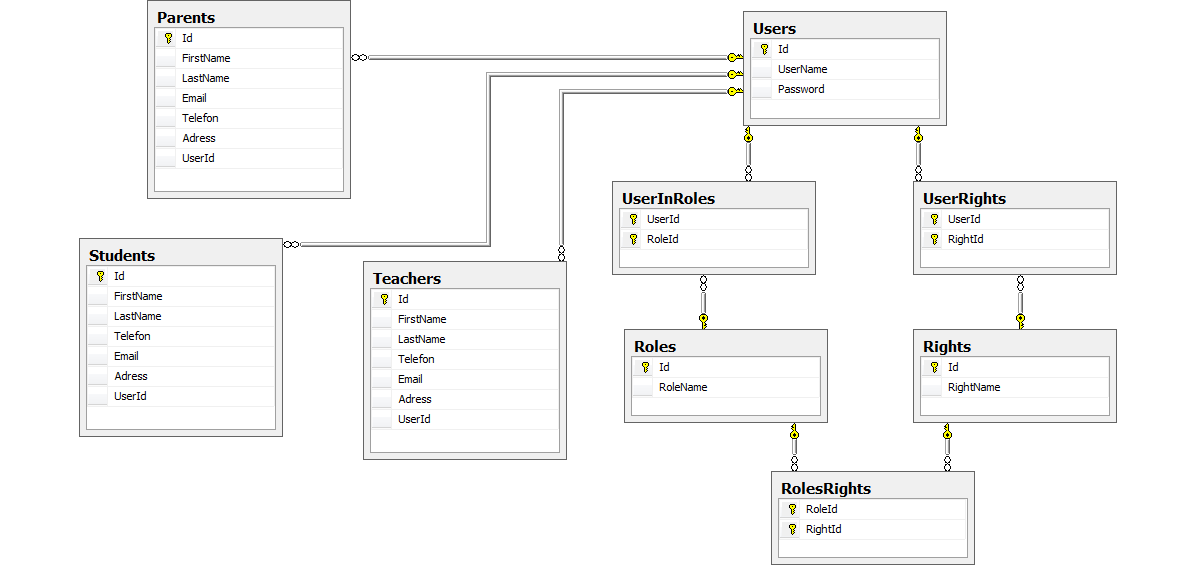 Parents
Id
FirstName
LastName
Email
Telefon
Adress
UserId
Users
Id
UserName
Password
UserInRoles
UserId
RoleId
UserRights
UserId
RightId
Students
Id
FirstName
LastName
Telefon
Email
Adress
UserId
Teachers
Id
FirstName
LastName
Telefon
Email
Adress
UserId
Roles
Id
RoleName
Rights
Id
RightName
RolesRights
RoleId
RightId